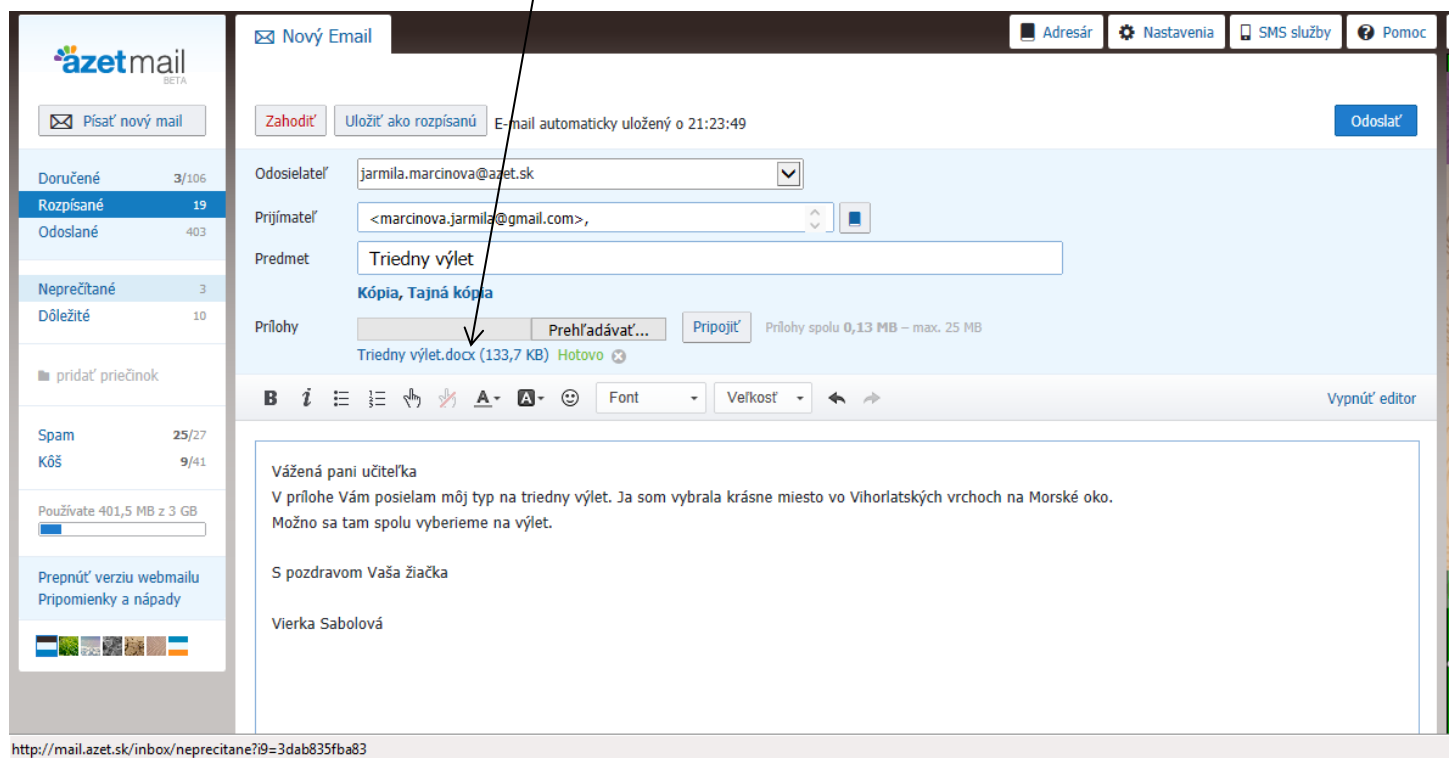 azetmail
BETA
Nový Email
Adresár
Nastavenia
SMS služby
Pomoc
Písať nový mail
Zahodiť
Uložiť ako rozpísanú
E-mail automaticky uložený o 21:23:49
Odoslať
Doručené 3/106
Rozpísané 19
Odoslané 403
Neprečítané 3
Dôležité 10
pridať priečinok
Spam 25/27
Kôš 9/41
Používate 401,5 MB z 3 GB
Prepnúť verziu webmailu
Pripomienky a nápady
Odosielateľ jarmila.marcinova@azet.sk
Prijímateľ <marcinova.jarmila@gmail.com>,
Predmet Triedny výlet
Kópia, Tajná kópia
Prílohy Prehľadávať... Pripojiť Prílohy spolu 0,13 MB – max. 25 MB
Triedny výlet.docx (133,7 KB) Hotovo
B i A A Font Veľkosť Vypnúť editor
Vážená pani učiteľka
V prílohe Vám posielam môj typ na triedny výlet. Ja som vybrala krásne miesto vo Vihorlatských vrchoch na Morské oko.
Možno sa tam spolu vyberieme na výlet.
S pozdravom Vaša žiačka
Vierka Sabolová
http://mail.azet.sk/inbox/neprecitane?i9=3dab835fba83